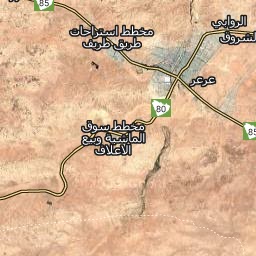 85
الروابي
الشروق
مخطط استراحات
طريق طريف
عرعر
80
مخطط سوق
الماشية وبيع
الأعلاف
85